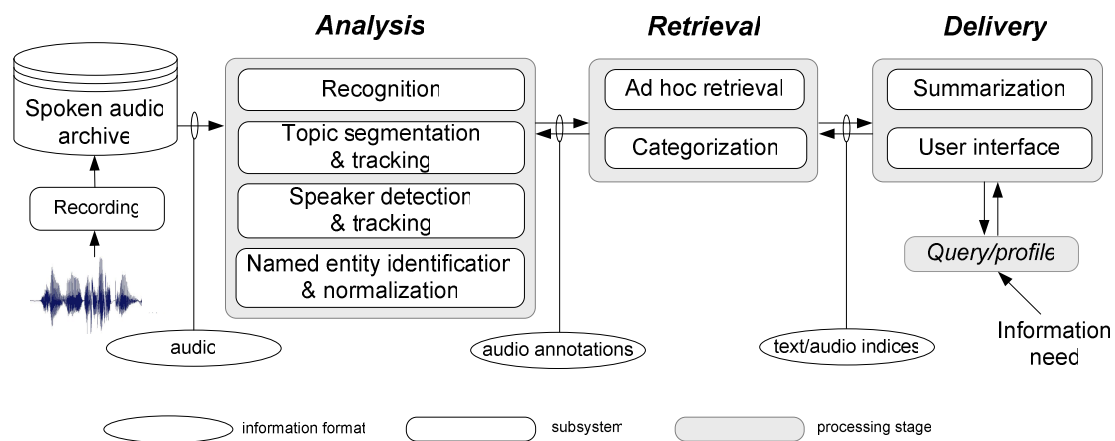 Analysis
Retrieval
Delivery
Spoken audio
archive
Recording
Recognition
Topic segmentation
& tracking
Speaker detection
& tracking
Named entity identification
& normalization
Ad hoc retrieval
Categorization
Summarization
User interface
Query/profile
Information
need
audio
audio annotations
text/audio indices
information format
subsystem
processing stage